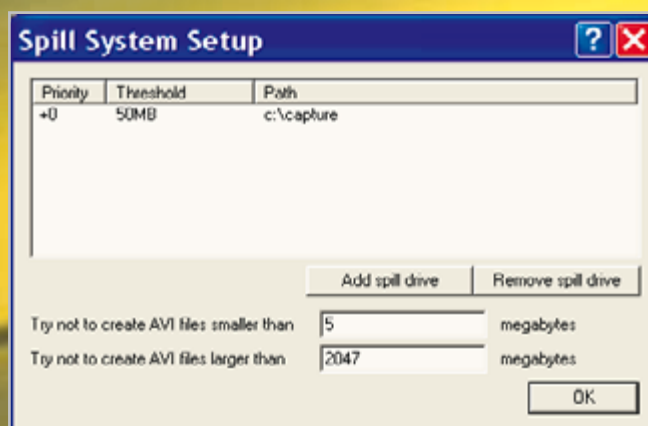 Spill System Setup
Priority Threshold Path
+0 50MB c:\capture
Add spill drive Remove spill drive
Try not to create AVI files smaller than 5 megabytes
Try not to create AVI files larger than 2047 megabytes
OK